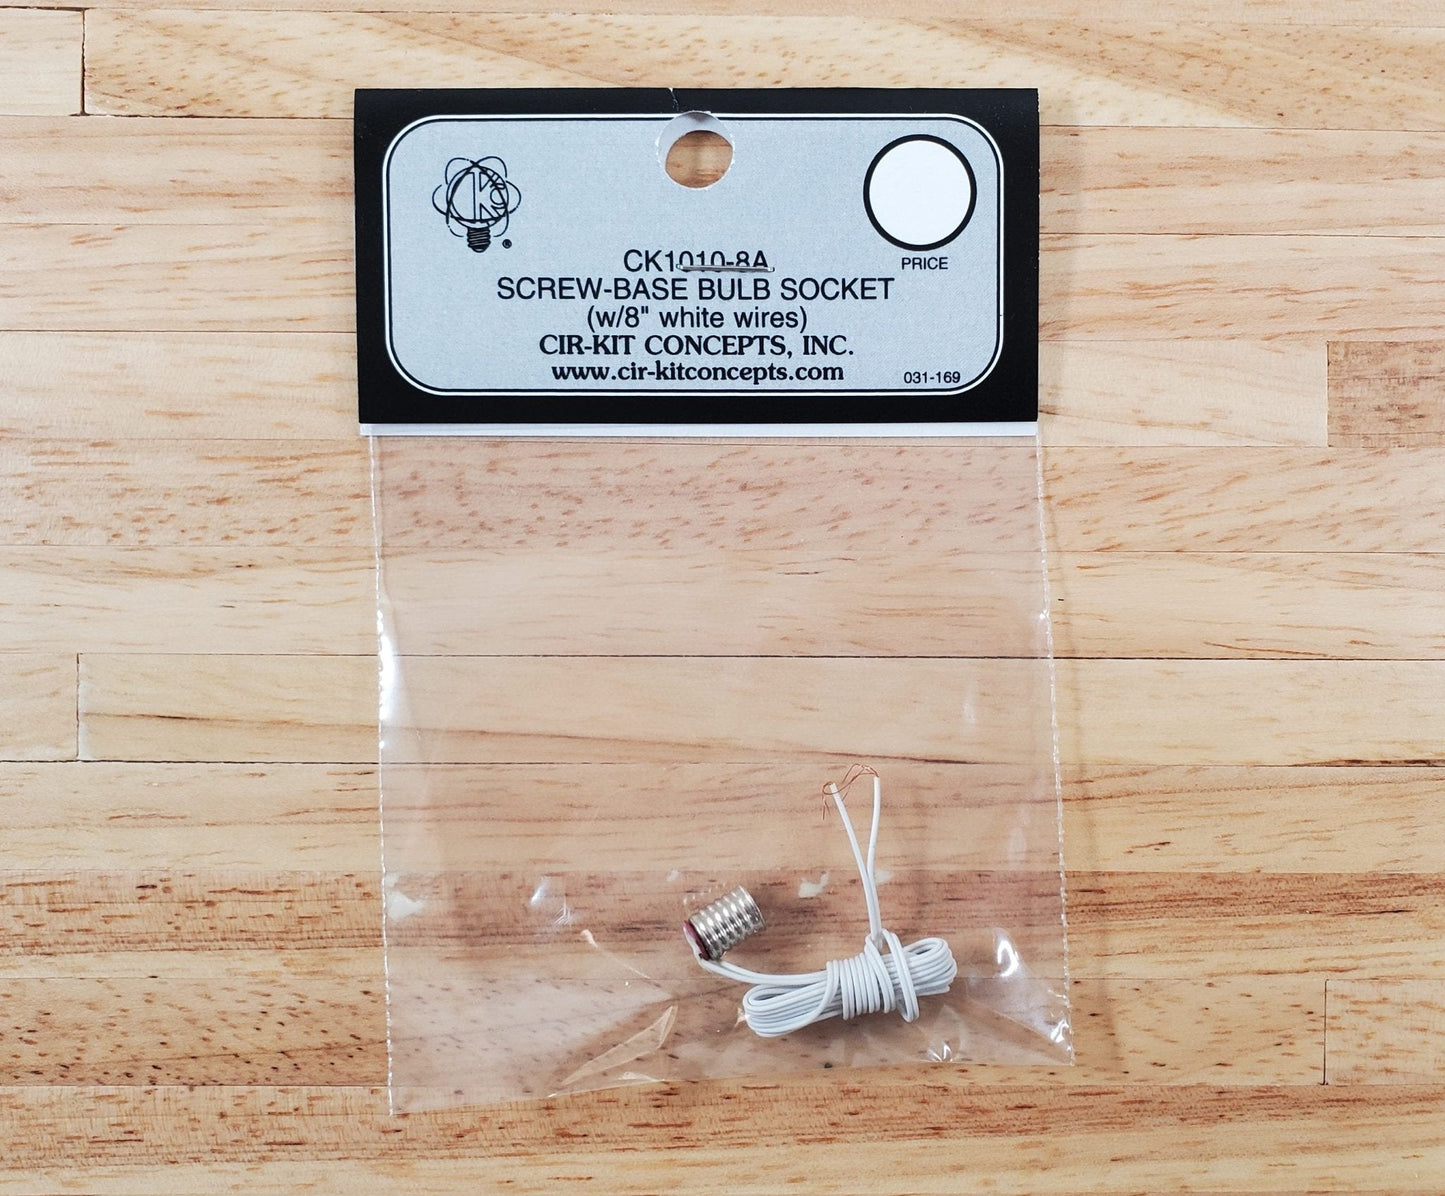 CKC
®
PRICE
CK1010-8A
SCREW-BASE BULB SOCKET
(w/8" white wires)
CIR-KIT CONCEPTS, INC.
www.cir-kitconcepts.com
031-169